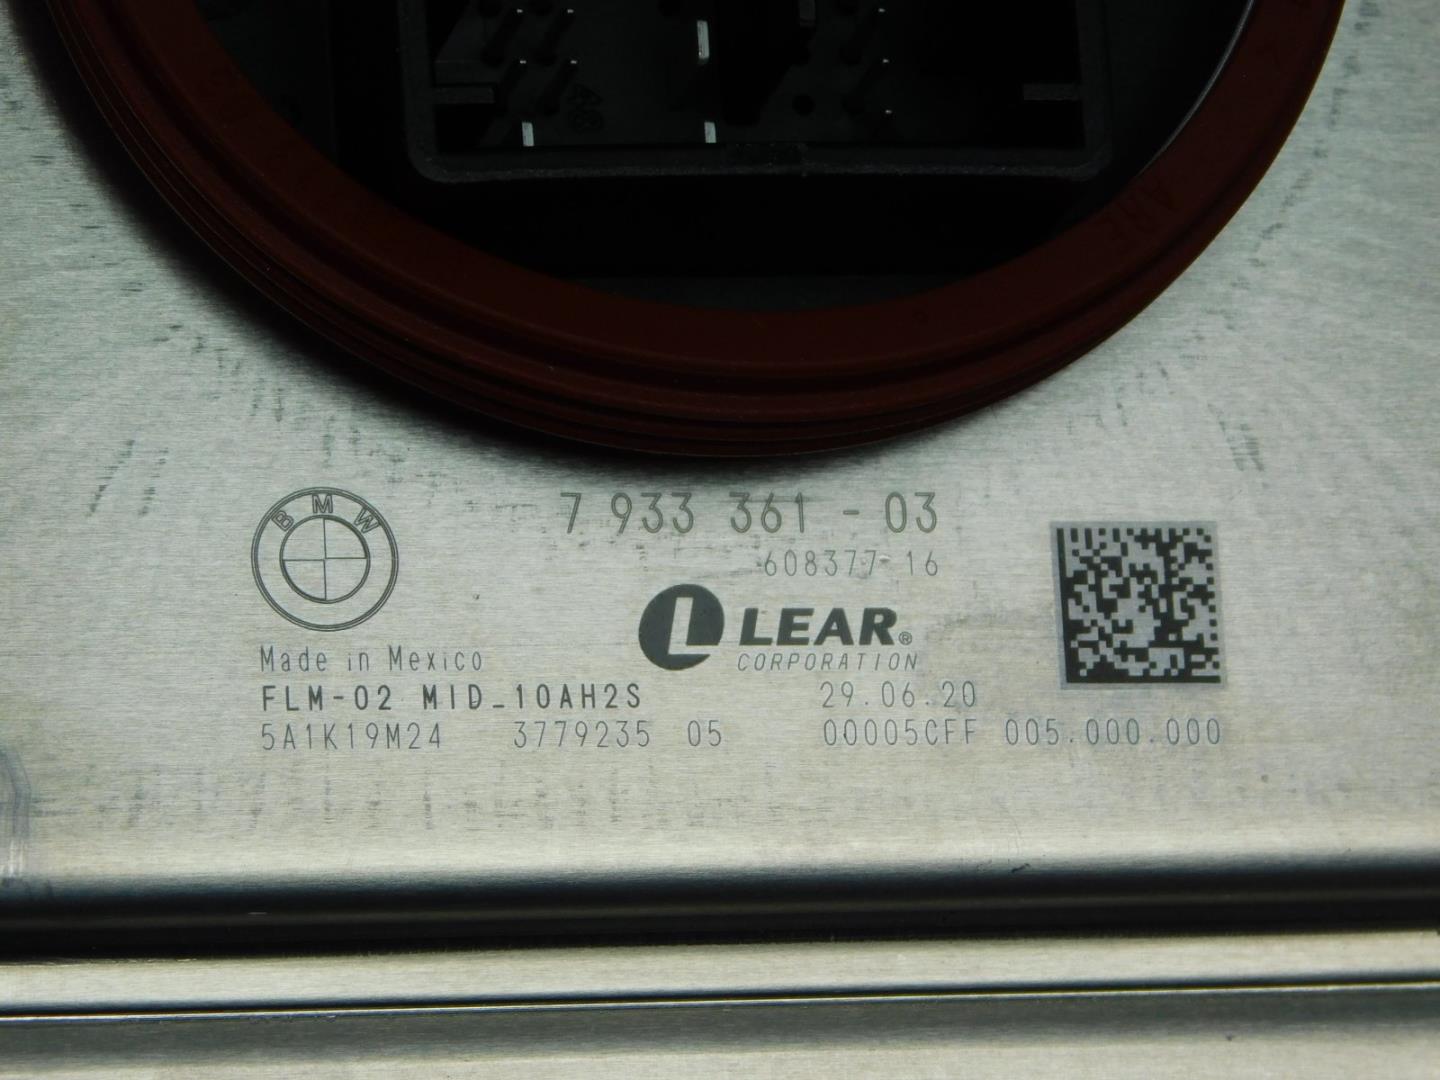 BMW
7 933 361 - 03
608377-16
L LEAR®
CORPORATION
Made in Mexico
FLM-02 MID_10AH2S 29.06.20
5A1K19M24 3779235 05 00005CFF 005.000.000